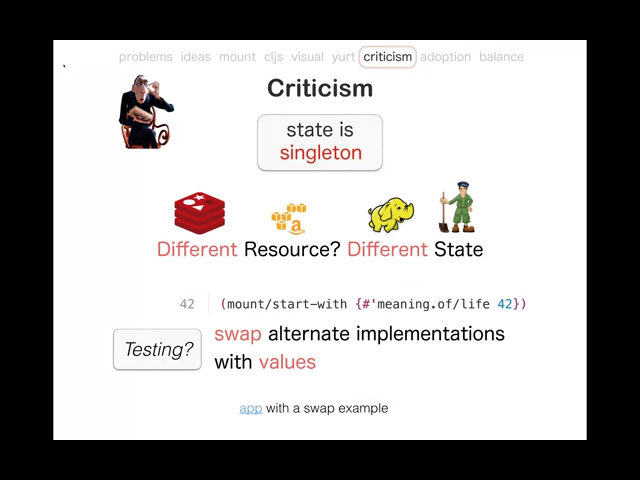 problems ideas mount cljs visual yurt criticism adoption balance
Criticism
state is
singleton
Different Resource? Different State
42 (mount/start-with {#'meaning.of/life 42})
Testing?
swap alternate implementations
with values
app with a swap example